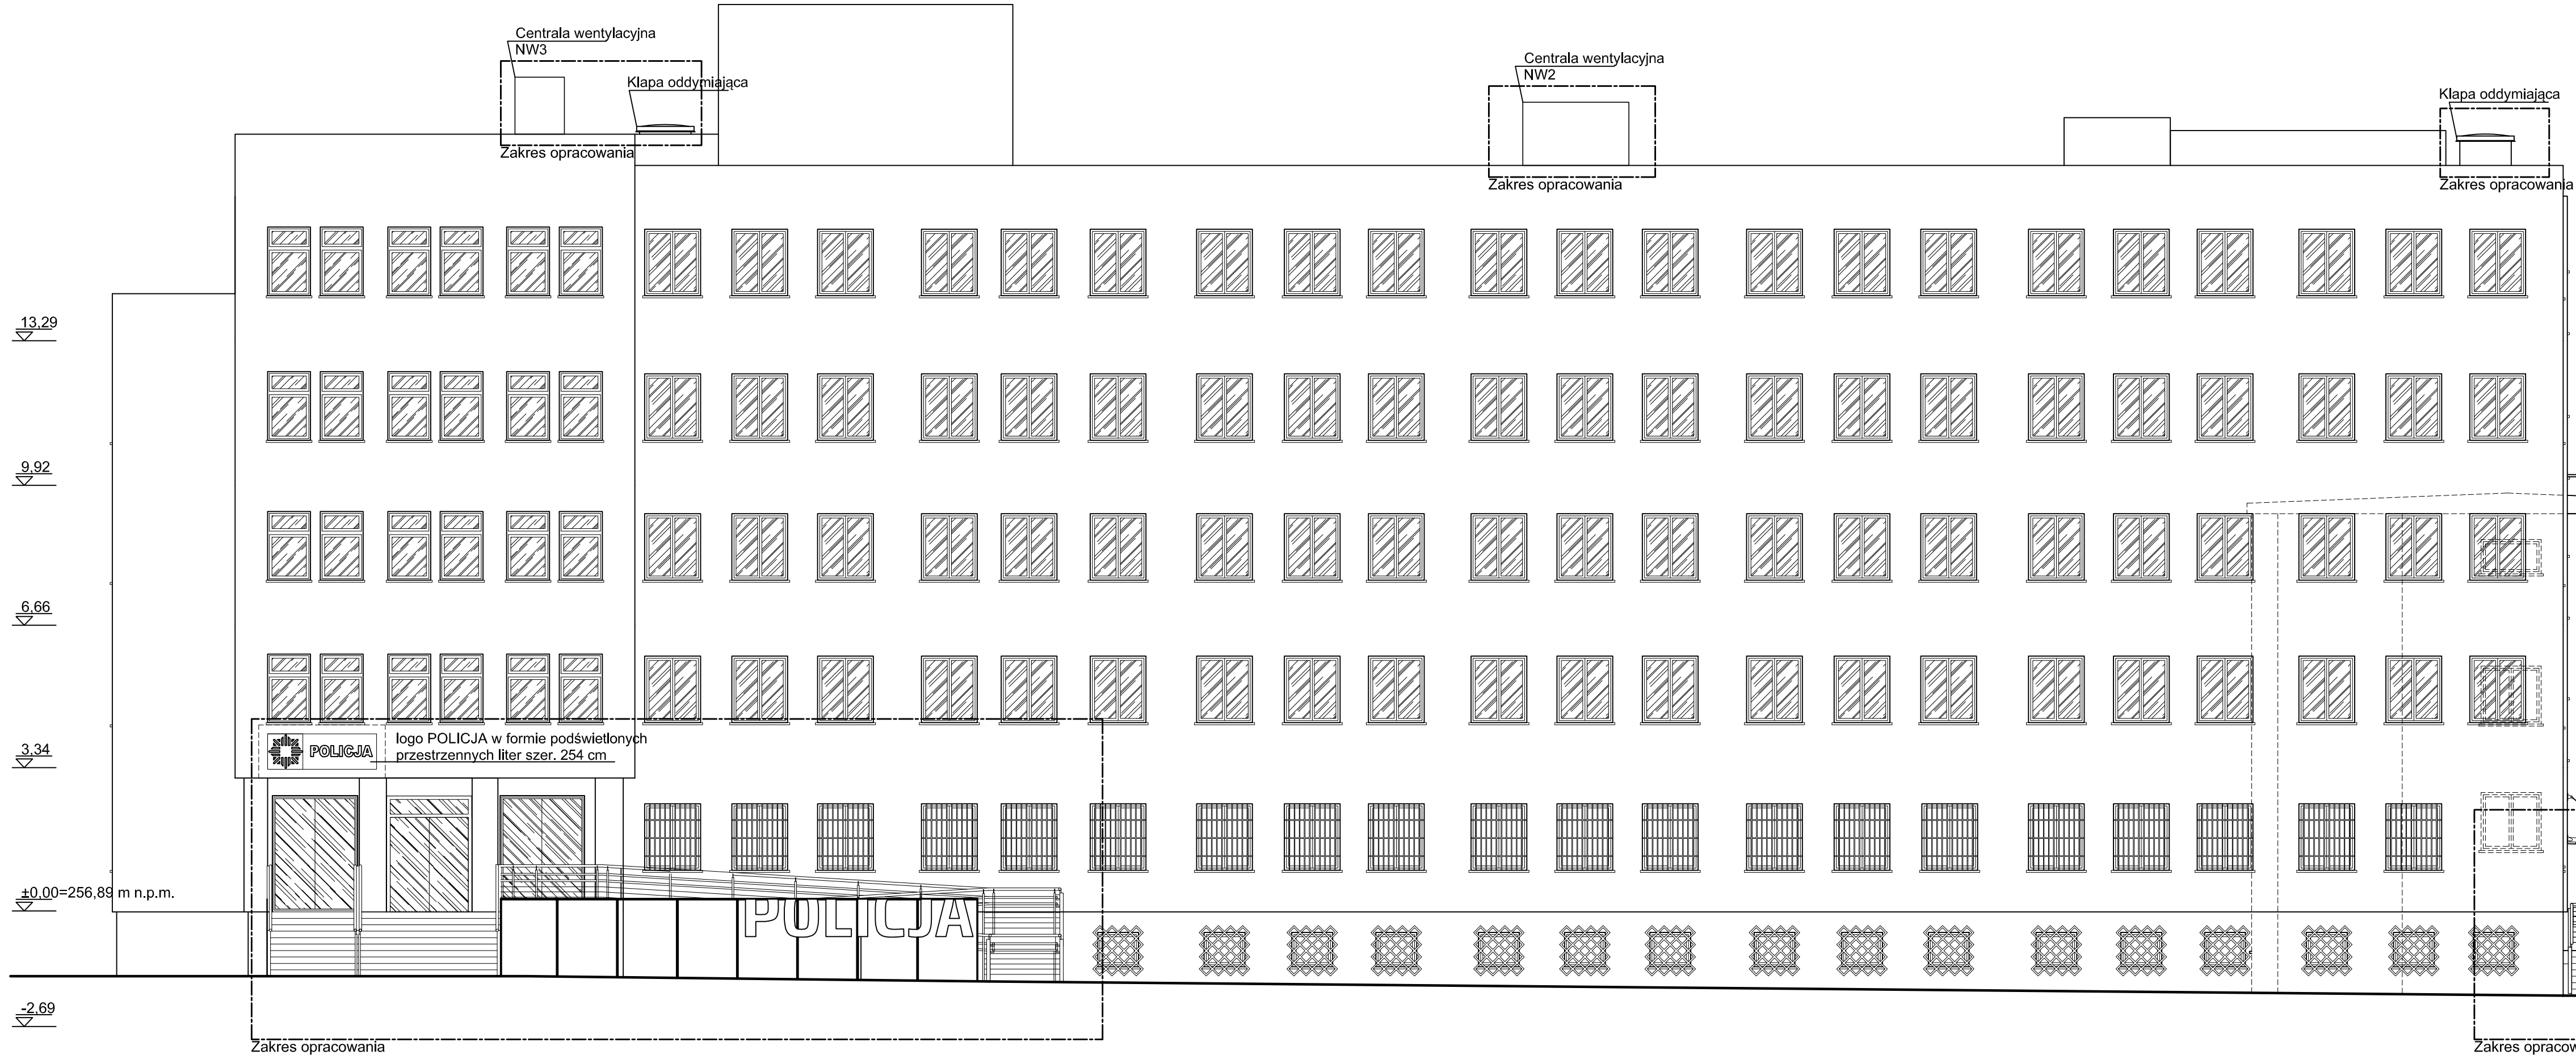 Centrala wentylacyjna
NW3
Klapa oddymiająca
Zakres opracowania
Centrala wentylacyjna
NW2
Zakres opracowania
Klapa oddymiająca
Zakres opracowania
13,29
9,92
6,66
3,34
POLICJA
logo POLICJA w formie podświetlonych
przestrzennych liter szer. 254 cm
±0,00=256,89 m n.p.m.
POLICJA
-2,69
Zakres opracowania
Zakres opracow